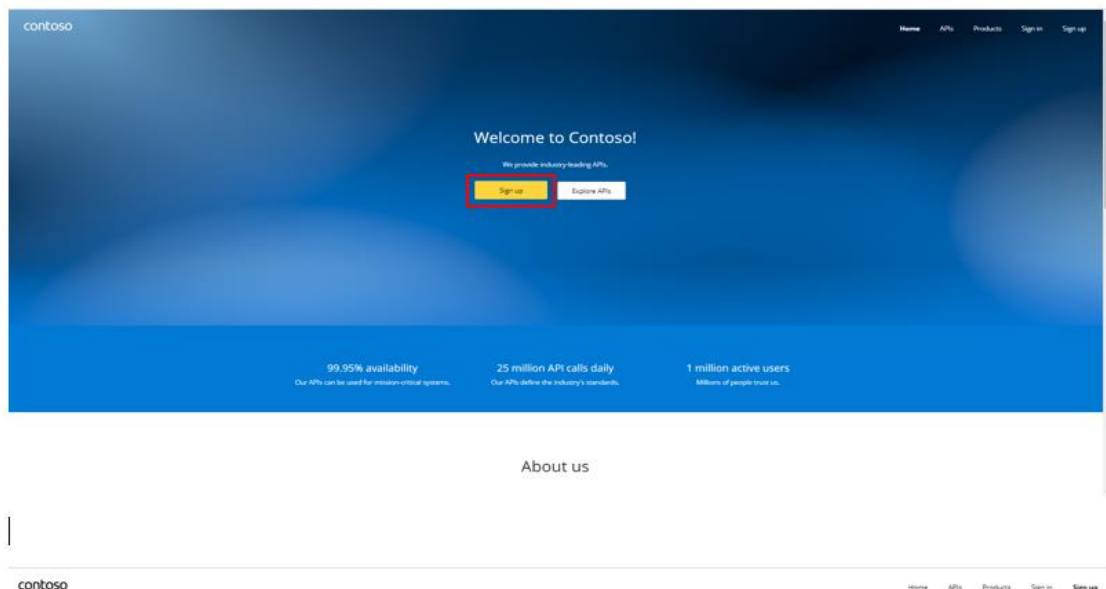 contoso
Home APIs Products Sign in Sign up
Welcome to Contoso!
We provide industry-leading APIs.
Sign up Explore APIs
99.95% availability 25 million API calls daily 1 million active users
Our APIs can be used for mission-critical systems. Our APIs define the industry's standards. Millions of people trust us.
About us
contoso
Home APIs Products Sign in Sign up